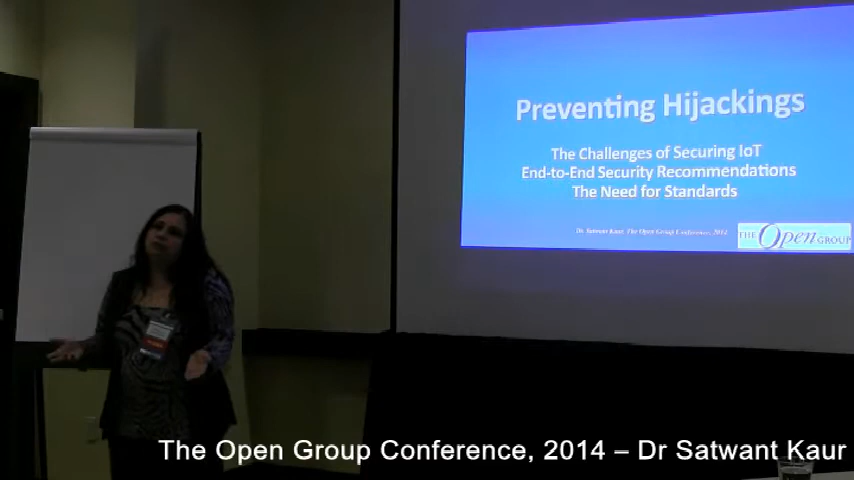 Preventing Hijackings
The Challenges of Securing IoT
End-to-End Security Recommendations
The Need for Standards
Dr. Satwant Kaur, The Open Group Conference, 2014
THE Open GROUP
The Open Group Conference, 2014 – Dr Satwant Kaur